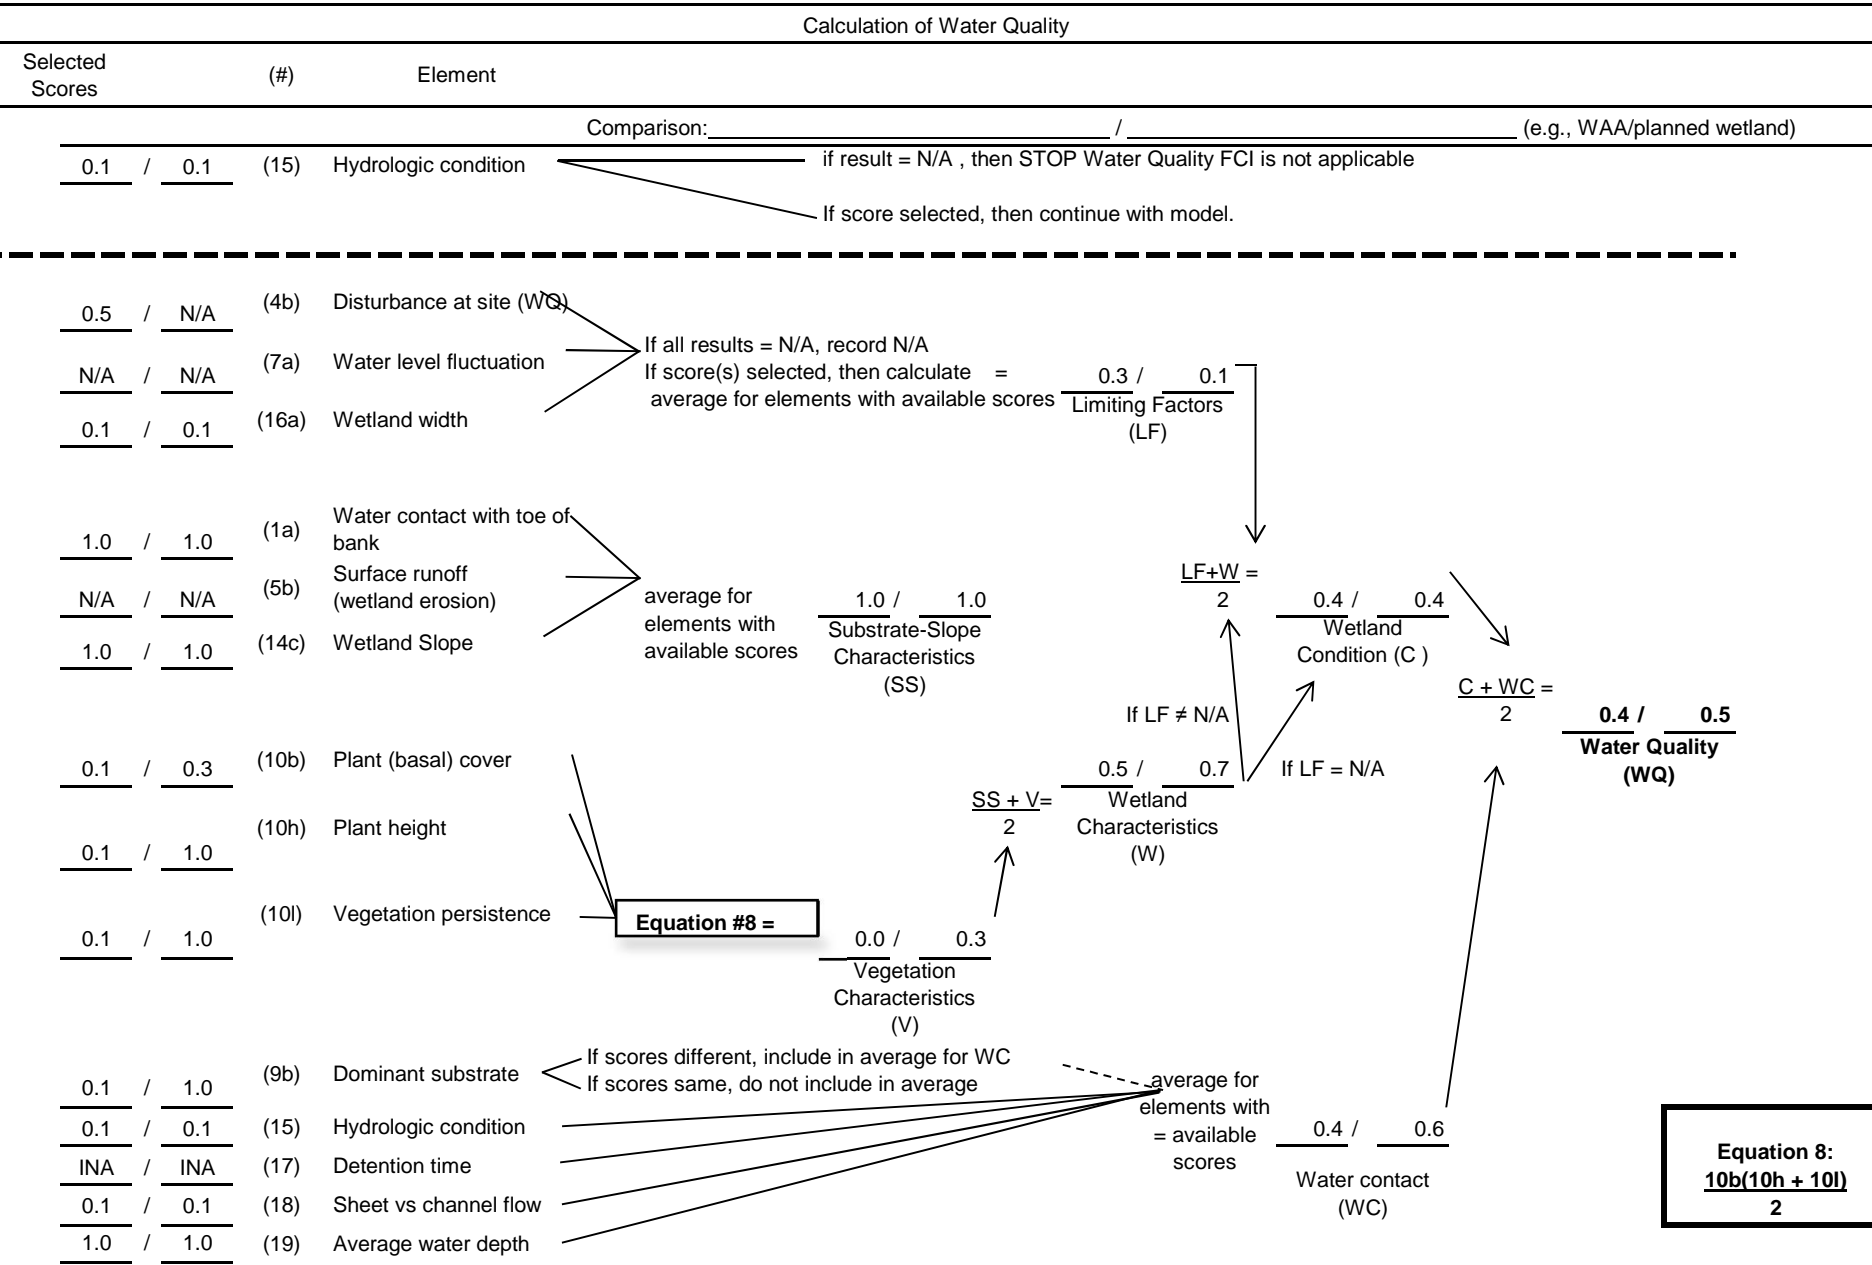 Calculation of Water Quality
Selected Scores (#) Element
Comparison: / (e.g., WAA/planned wetland)
0.1 / 0.1 (15) Hydrologic condition if result = N/A , then STOP Water Quality FCI is not applicable
If score selected, then continue with model.
0.5 / N/A (4b) Disturbance at site (WQ)
N/A / N/A (7a) Water level fluctuation
0.1 / 0.1 (16a) Wetland width
If all results = N/A, record N/A
If score(s) selected, then calculate =
average for elements with available scores
0.3 / 0.1
Limiting Factors
(LF)
1.0 / 1.0 (1a) Water contact with toe of
bank
N/A / N/A (5b) Surface runoff
(wetland erosion)
1.0 / 1.0 (14c) Wetland Slope
average for
elements with
available scores
1.0 / 1.0
Substrate-Slope
Characteristics
(SS)
LF+W =
2
0.4 / 0.4
Wetland
Condition (C )
If LF ≠ N/A
If LF = N/A
C + WC =
2
0.4 / 0.5
Water Quality
(WQ)
0.1 / 0.3 (10b) Plant (basal) cover
0.1 / 1.0 (10h) Plant height
0.1 / 1.0 (10l) Vegetation persistence
SS + V=
2
0.5 / 0.7
Wetland
Characteristics
(W)
Equation #8 =
0.0 / 0.3
Vegetation
Characteristics
(V)
0.1 / 1.0 (9b) Dominant substrate
If scores different, include in average for WC
If scores same, do not include in average
0.1 / 0.1 (15) Hydrologic condition
INA / INA (17) Detention time
0.1 / 0.1 (18) Sheet vs channel flow
1.0 / 1.0 (19) Average water depth
average for
elements with
= available
scores
0.4 / 0.6
Water contact
(WC)
Equation 8:
10b(10h + 10l)
2